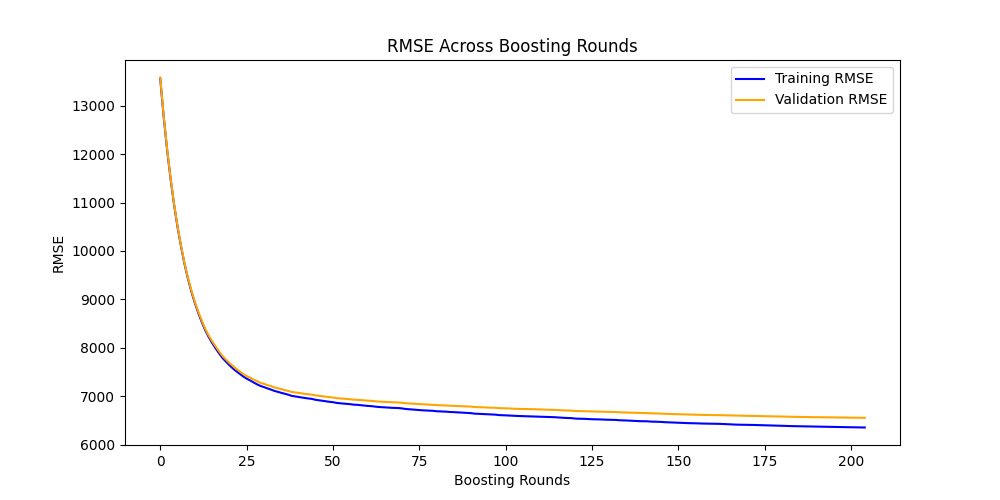 RMSE Across Boosting Rounds
Training RMSE
Validation RMSE
RMSE
13000
12000
11000
10000
9000
8000
7000
6000
0 25 50 75 100 125 150 175 200
Boosting Rounds